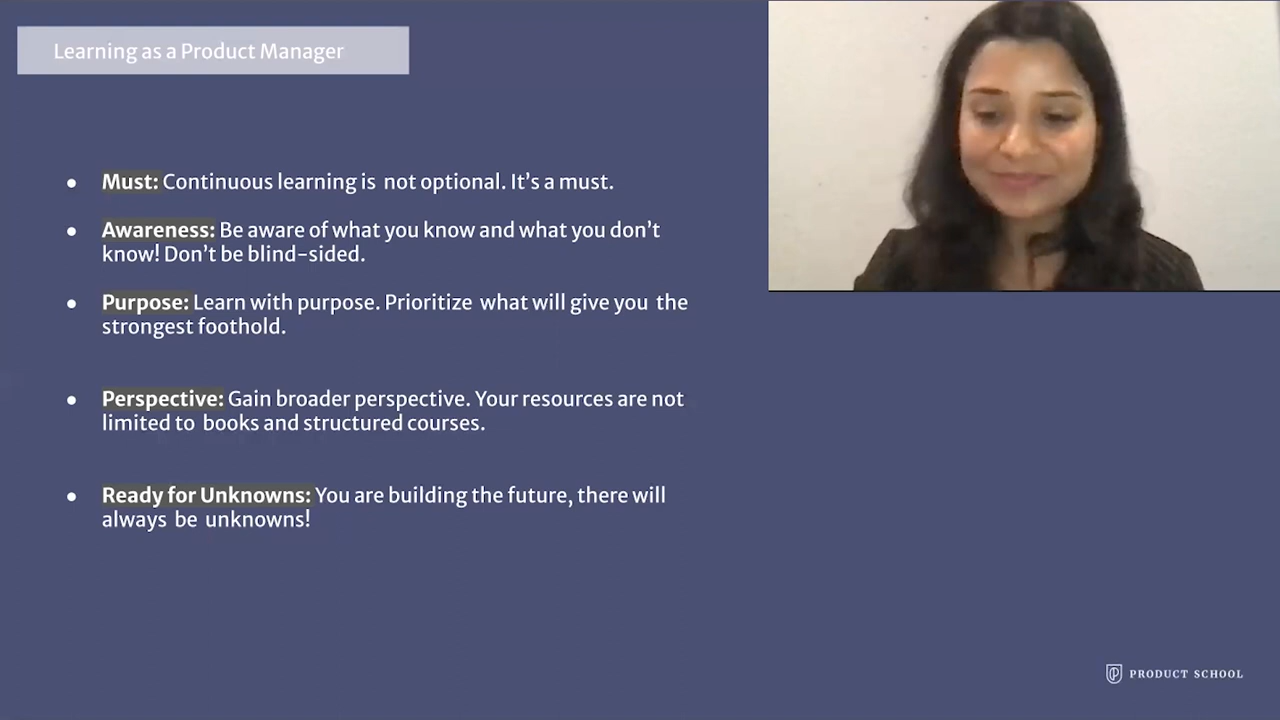 Learning as a Product Manager
● Must: Continuous learning is not optional. It’s a must.
● Awareness: Be aware of what you know and what you don’t
know! Don’t be blind-sided.
● Purpose: Learn with purpose. Prioritize what will give you the
strongest foothold.
● Perspective: Gain broader perspective. Your resources are not
limited to books and structured courses.
● Ready for Unknowns: You are building the future, there will
always be unknowns!
PRODUCT SCHOOL